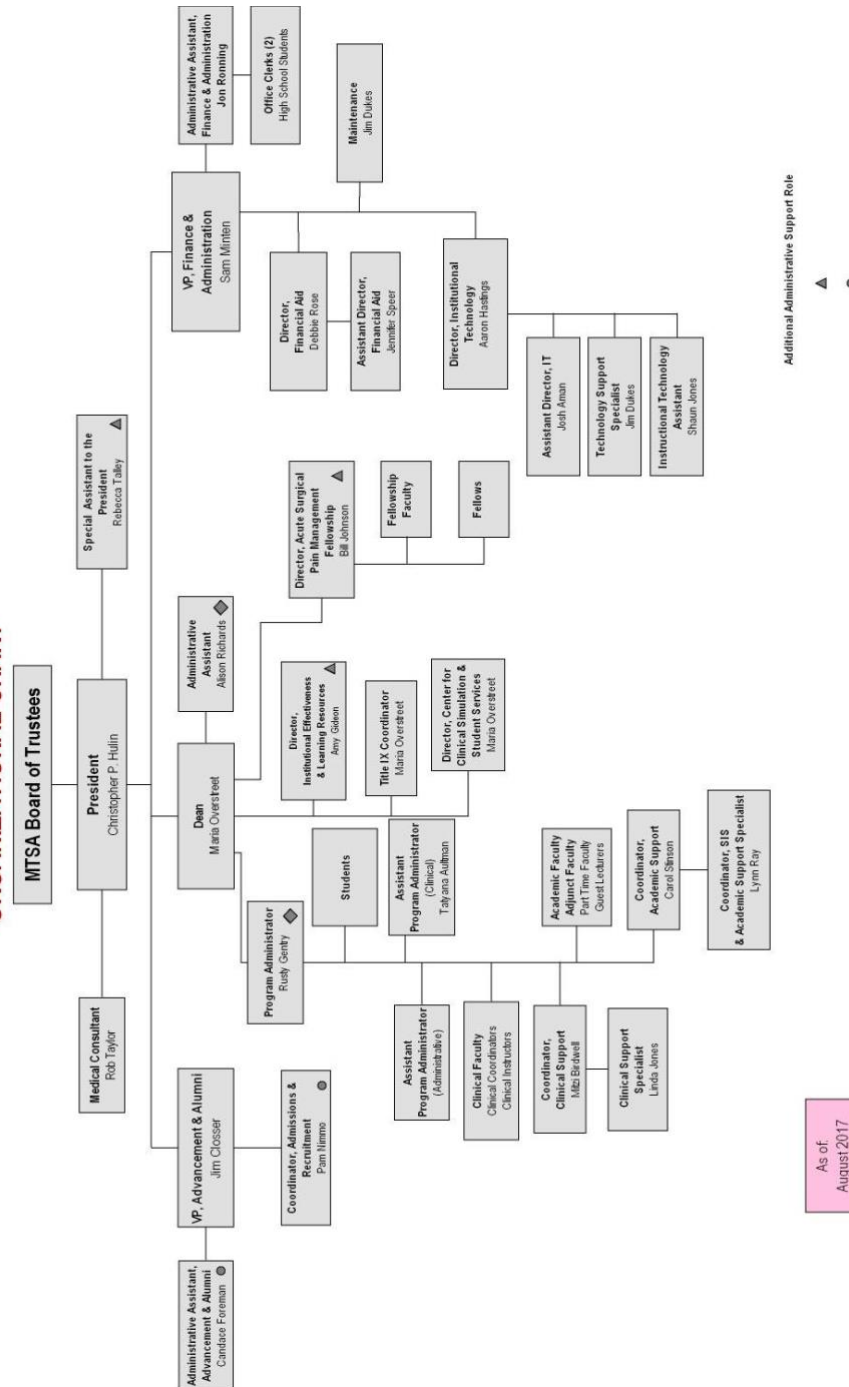 MTSA Board of Trustees
President
Christopher P. Hulin
Medical Consultant
Rob Taylor
Special Assistant to the
President
Rebecca Talley
VP, Advancement & Alumni
Jim Closser
Administrative Assistant,
Advancement & Alumni
Candace Foreman
Coordinator, Admissions &
Recruitment
Pam Nimmo
Dean
Maria Overstreet
Administrative
Assistant
Alison Richards
VP, Finance &
Administration
Sam Minten
Administrative Assistant,
Finance & Administration
Jon Ronning
Office Clerks (2)
High School Students
Program Administrator
Rusty Gentry
Students
Assistant
Program Administrator
(Clinical)
Tatyana Aultman
Assistant
Program Administrator
(Administrative)
Clinical Faculty
Clinical Coordinators
Clinical Instructors
Coordinator,
Clinical Support
Mitzi Birdwell
Clinical Support
Specialist
Linda Jones
Academic Faculty
Adjunct Faculty
Part Time Faculty
Guest Lecturers
Coordinator,
Academic Support
Carol Stinson
Coordinator, SIS
& Academic Support Specialist
Lynn Ray
Director,
Institutional Effectiveness
& Learning Resources
Amy Gideon
Title IX Coordinator
Maria Overstreet
Director, Center for
Clinical Simulation &
Student Services
Maria Overstreet
Director, Acute Surgical
Pain Management
Fellowship
Bill Johnson
Fellowship
Faculty
Fellows
Director,
Financial Aid
Debbie Rose
Assistant Director,
Financial Aid
Jennifer Speer
Maintenance
Jim Dukes
Director, Institutional
Technology
Aaron Hastings
Assistant Director, IT
Josh Aman
Technology Support
Specialist
Jim Dukes
Instructional Technology
Assistant
Shaun Jones
As of:
August 2017
Additional Administrative Support Role